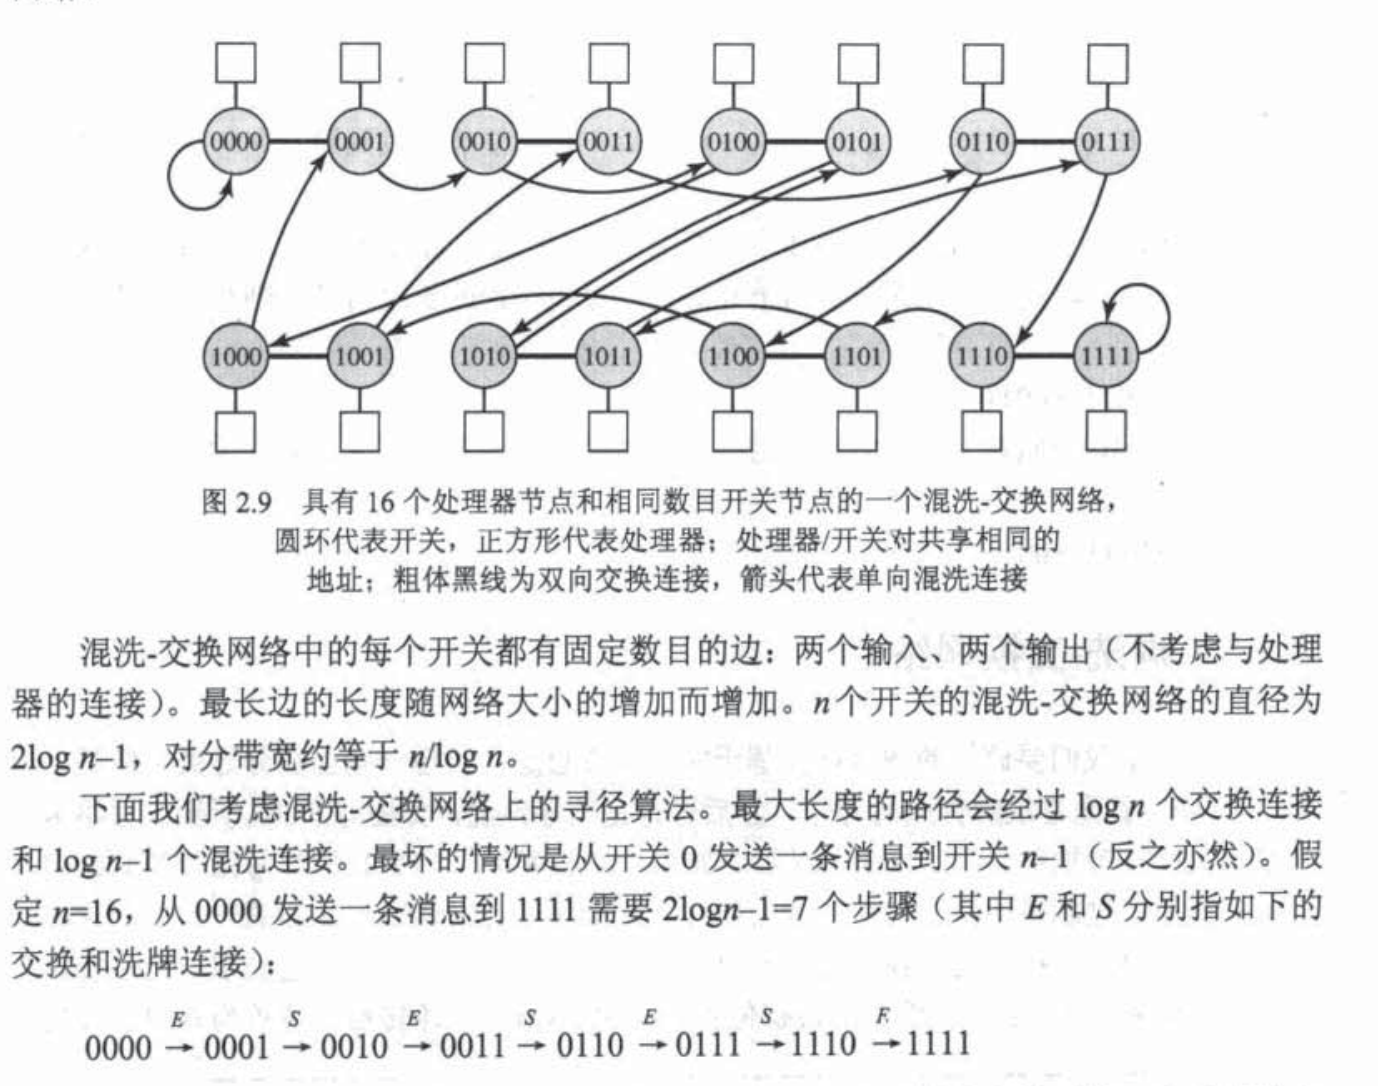 0000 0001 0010 0011 0100 0101 0110 0111
1000 1001 1010 1011 1100 1101 1110 1111
图 2.9 具有 16 个处理器节点和相同数目开关节点的一个混洗-交换网络，
圆环代表开关，正方形代表处理器；处理器/开关对共享相同的
地址；粗体黑线为双向交换连接，箭头代表单向混洗连接
混洗-交换网络中的每个开关都有固定数目的边：两个输入、两个输出（不考虑与处理
器的连接）。最长边的长度随网络大小的增加而增加。n 个开关的混洗-交换网络的直径为
2log n–1，对分带宽约等于 n/log n。
下面我们考虑混洗-交换网络上的寻径算法。最大长度的路径会经过 log n 个交换连接
和 log n–1 个混洗连接。最坏的情况是从开关 0 发送一条消息到开关 n–1（反之亦然）。假
定 n=16，从 0000 发送一条消息到 1111 需要 2logn–1=7 个步骤（其中 E 和 S 分别指如下的
交换和洗牌连接）：
E S E S E S E
0000 → 0001 → 0010 → 0011 → 0110 → 0111 → 1110 → 1111